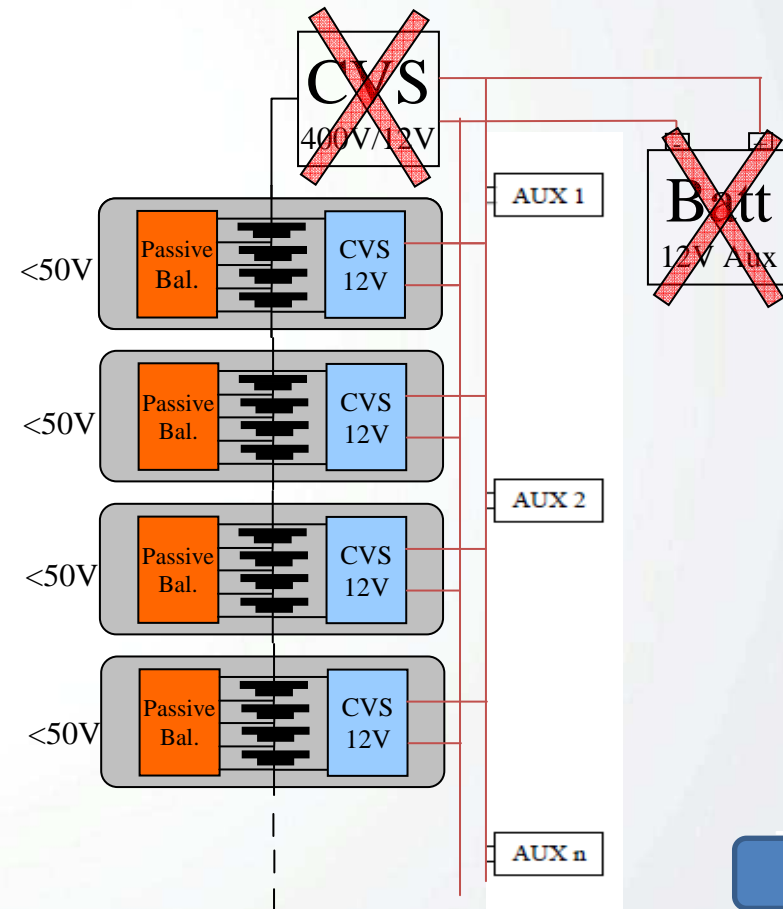 CVS
400V/12V
- +
Batt
12V Aux
AUX 1
<50V
Passive
Bal.
CVS
12V
<50V
Passive
Bal.
CVS
12V
AUX 2
<50V
Passive
Bal.
CVS
12V
<50V
Passive
Bal.
CVS
12V
AUX n